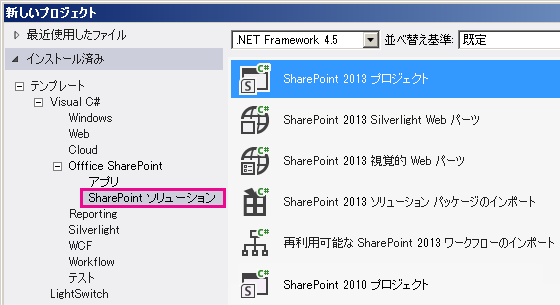 新しいプロジェクト
▷ 最近使用したファイル
◢ インストール済み
テンプレート
Visual C#
Windows
Web
Cloud
Offfice SharePoint
アプリ
SharePoint ソリューション
Reporting
Silverlight
WCF
Workflow
テスト
LightSwitch
.NET Framework 4.5 並べ替え基準: 既定
C# SharePoint 2013 プロジェクト
C# SharePoint 2013 Silverlight Web パーツ
C# SharePoint 2013 視覚的 Web パーツ
C# SharePoint 2013 ソリューション パッケージのインポート
C# 再利用可能な SharePoint 2013 ワークフローのインポート
C# SharePoint 2010 プロジェクト